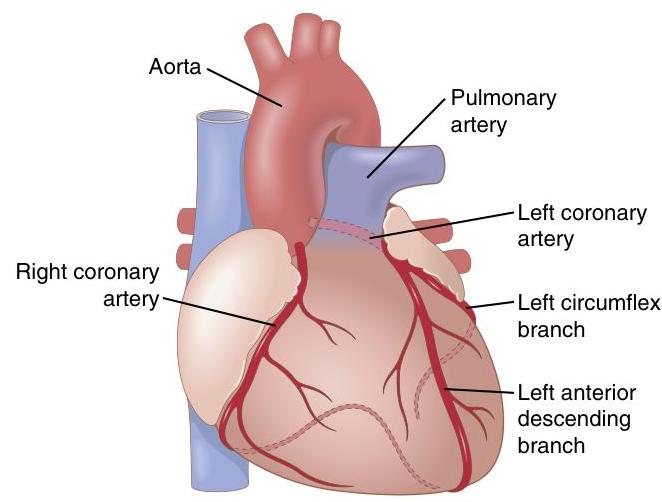 Aorta
Pulmonary
artery
Left coronary
artery
Right coronary
artery
Left circumflex
branch
Left anterior
descending
branch